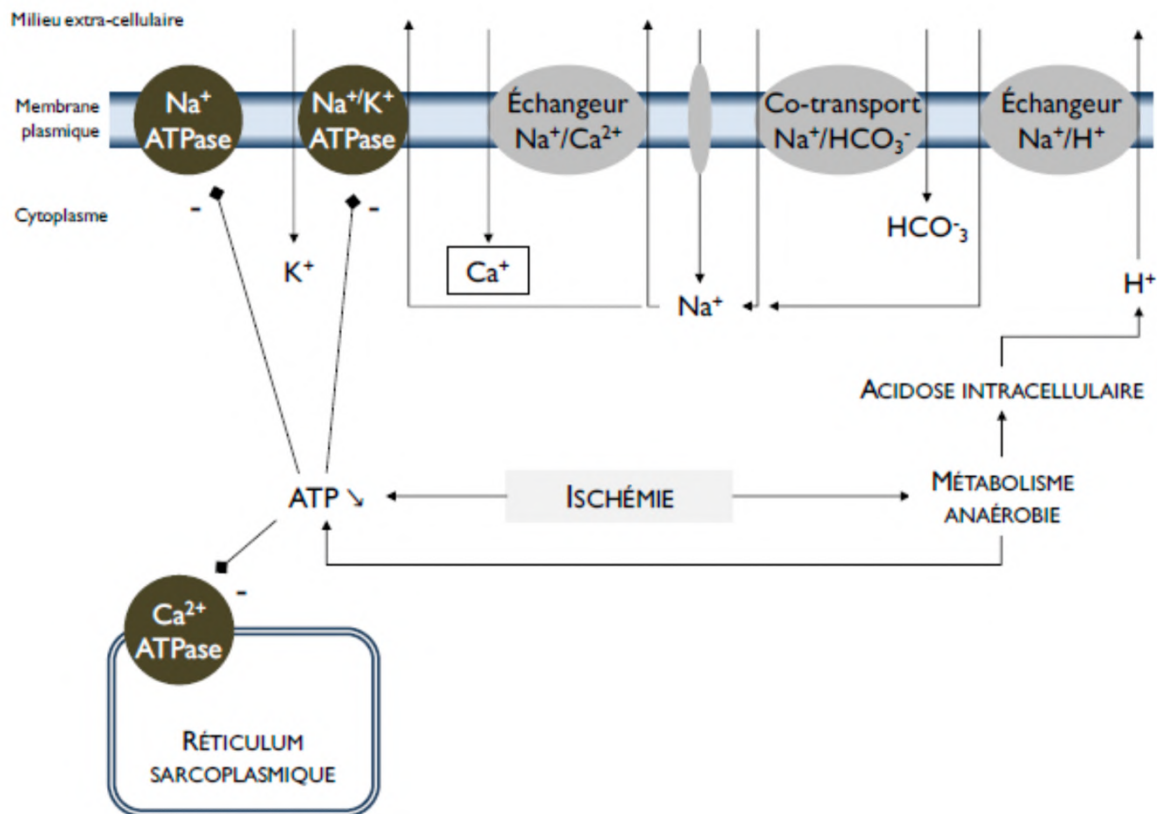 Milieu extra-cellulaire
Membrane
plasmique
Na⁺
ATPase
Na⁺/K⁺
ATPase
Échangeur
Na⁺/Ca²⁺
Co-transport
Na⁺/HCO₃⁻
Échangeur
Na⁺/H⁺
Cytoplasme
-
-
K⁺
Ca⁺
Na⁺
HCO⁻₃
H⁺
ACIDOSE INTRACELLULAIRE
ATP ↘
ISCHÉMIE
MÉTABOLISME
ANAÉROBIE
-
Ca²⁺
ATPase
RÉTICULUM
SARCOPLASMIQUE